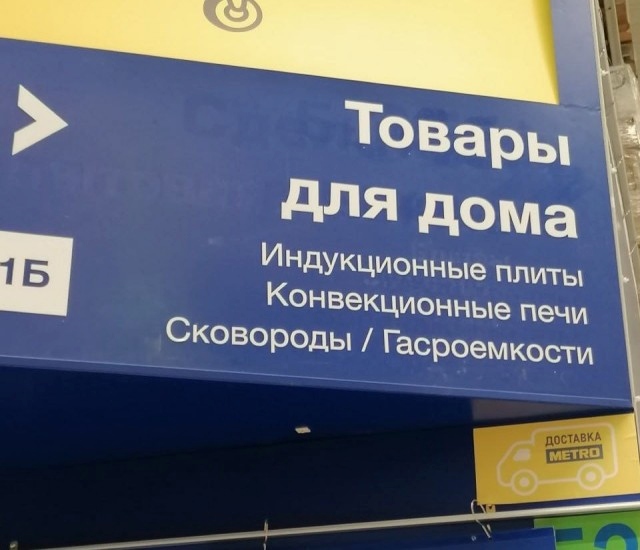 Товары
для дома
1Б
Индукционные плиты
Конвекционные печи
Сковороды / Гасроемкости
ДОСТАВКА
METRO